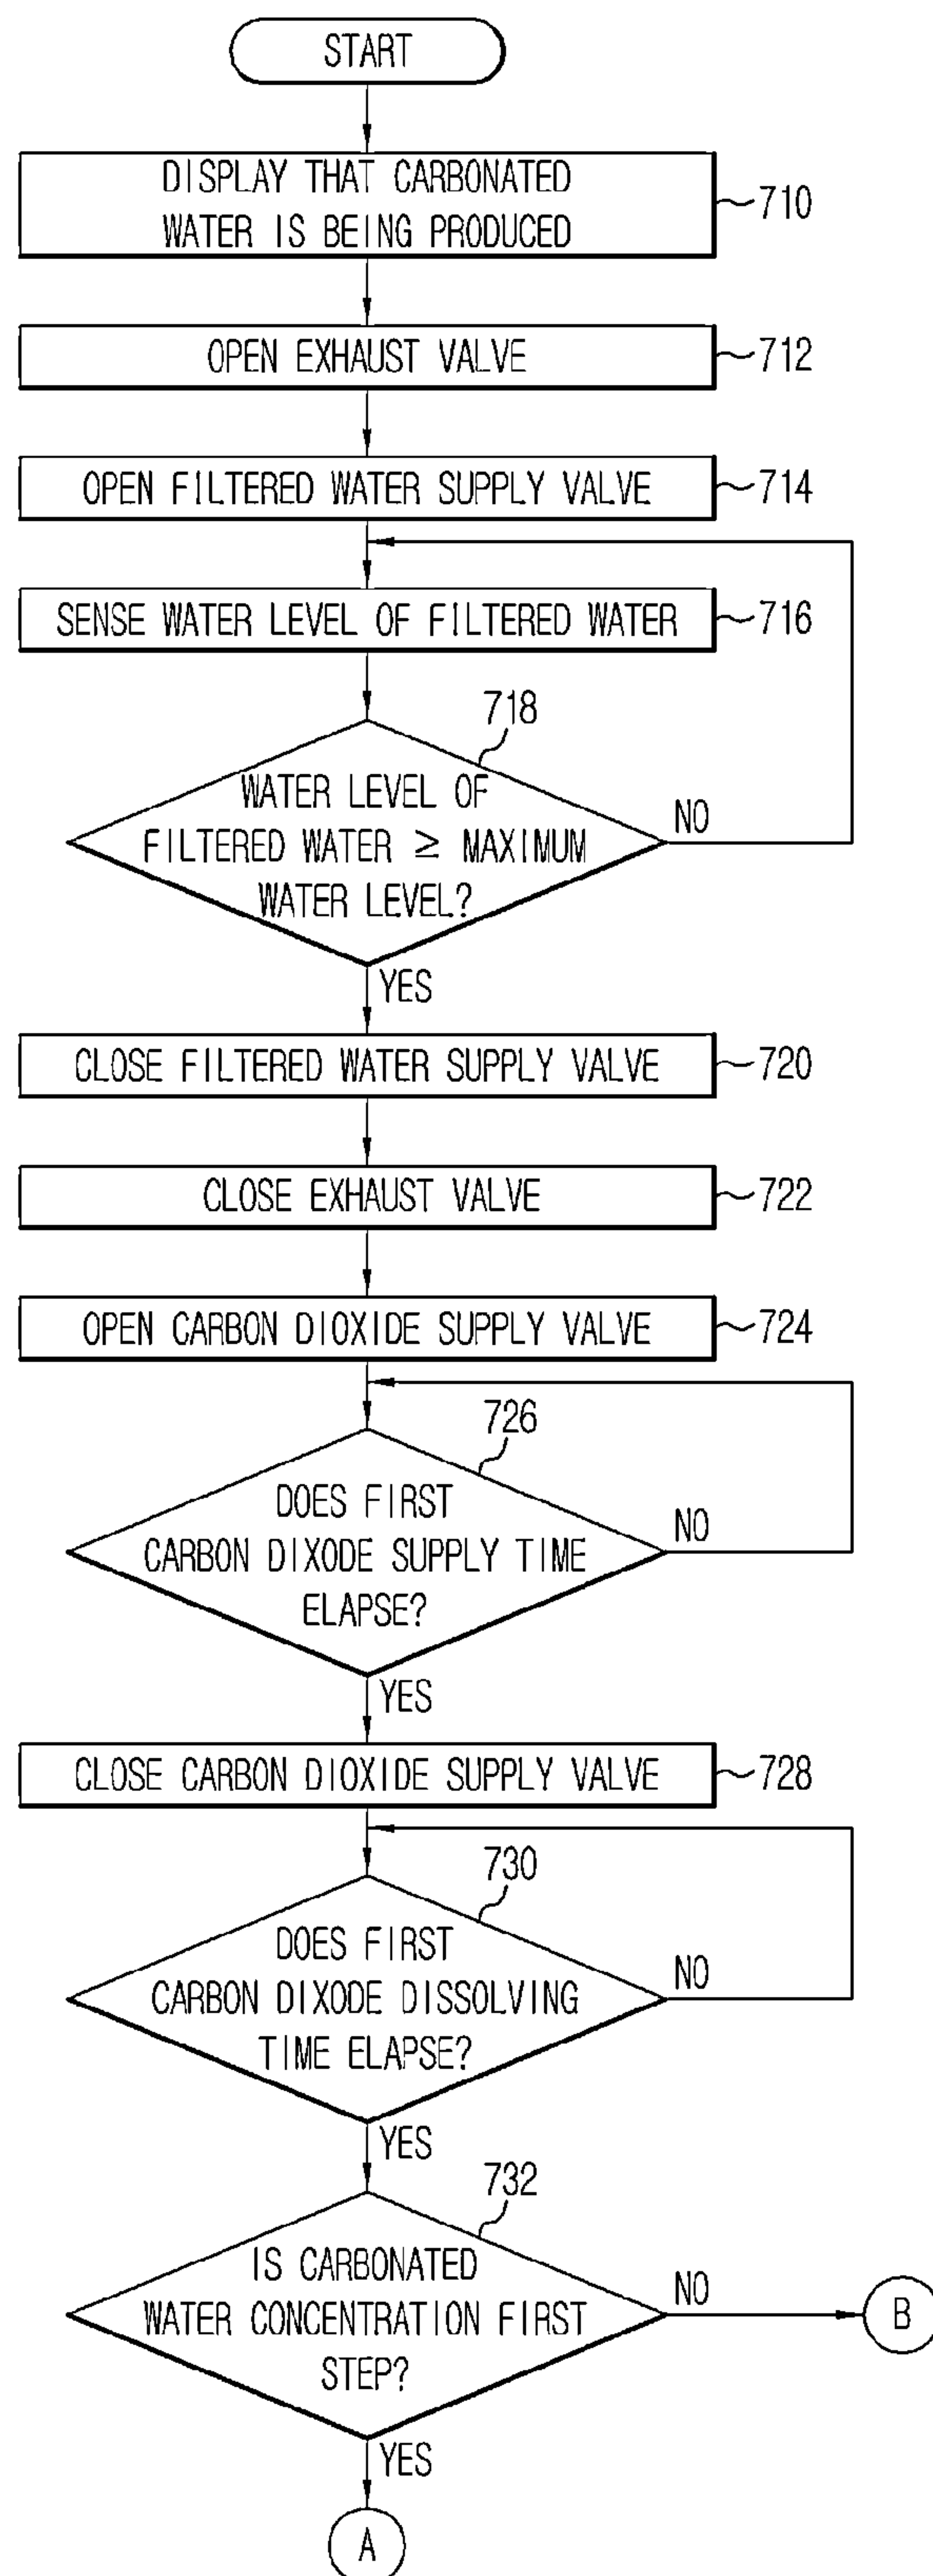 START
DISPLAY THAT CARBONATED
WATER IS BEING PRODUCED
710
OPEN EXHAUST VALVE
712
OPEN FILTERED WATER SUPPLY VALVE
714
SENSE WATER LEVEL OF FILTERED WATER
716
718
WATER LEVEL OF
FILTERED WATER ≥ MAXIMUM
WATER LEVEL?
NO
YES
CLOSE FILTERED WATER SUPPLY VALVE
720
CLOSE EXHAUST VALVE
722
OPEN CARBON DIOXIDE SUPPLY VALVE
724
726
DOES FIRST
CARBON DIXODE SUPPLY TIME
ELAPSE?
NO
YES
CLOSE CARBON DIOXIDE SUPPLY VALVE
728
730
DOES FIRST
CARBON DIXODE DISSOLVING
TIME ELAPSE?
NO
YES
732
IS CARBONATED
WATER CONCENTRATION FIRST
STEP?
NO
B
YES
A